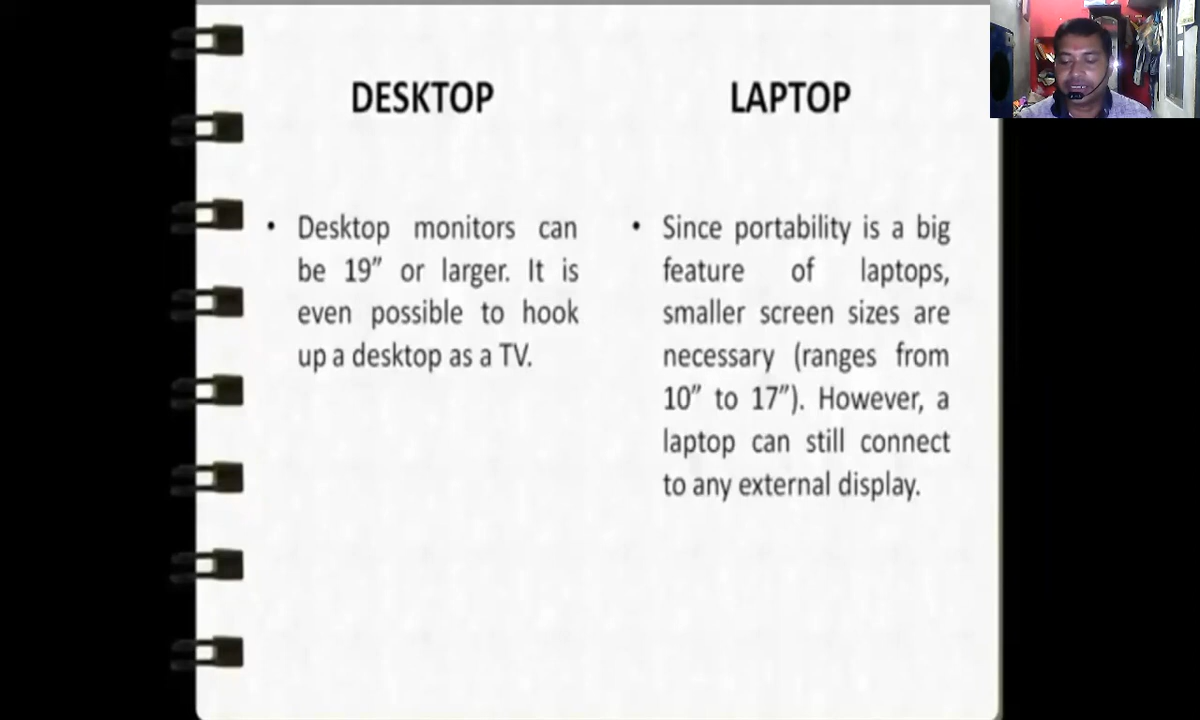 DESKTOP
Desktop monitors can
be 19” or larger. It is
even possible to hook
up a desktop as a TV.
LAPTOP
Since portability is a big
feature of laptops,
smaller screen sizes are
necessary (ranges from
10” to 17”). However, a
laptop can still connect
to any external display.